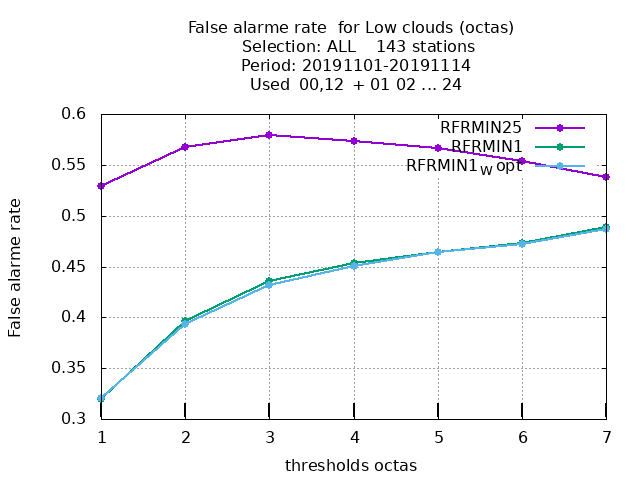 False alarme rate  for Low clouds (octas)
Selection: ALL    143 stations
Period: 20191101-20191114
Used  00,12  + 01 02 ... 24
0.6
0.55
0.5
0.45
0.4
0.35
0.3
False alarme rate
RFRMIN25
RFRMIN1
RFRMIN1W opt
1 2 3 4 5 6 7
thresholds octas